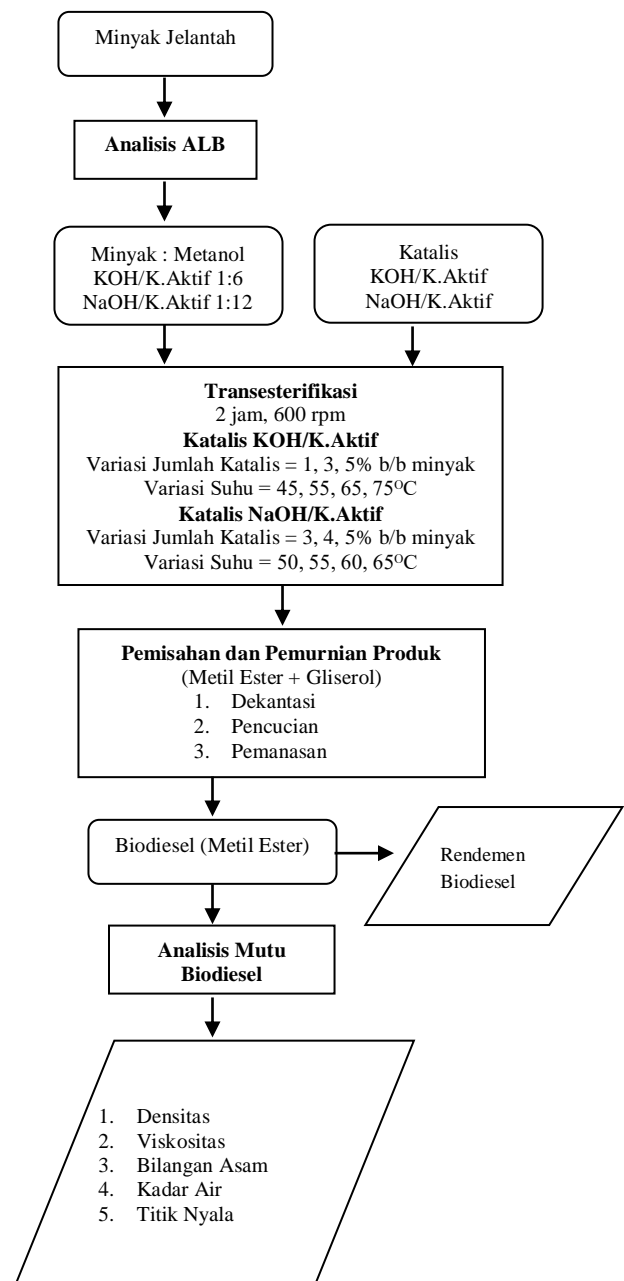 Minyak Jelantah
Analisis ALB
Minyak : Metanol
KOH/K.Aktif 1:6
NaOH/K.Aktif 1:12
Katalis
KOH/K.Aktif
NaOH/K.Aktif
Transesterifikasi
2 jam, 600 rpm
Katalis KOH/K.Aktif
Variasi Jumlah Katalis = 1, 3, 5% b/b minyak
Variasi Suhu = 45, 55, 65, 75ᴼC
Katalis NaOH/K.Aktif
Variasi Jumlah Katalis = 3, 4, 5% b/b minyak
Variasi Suhu = 50, 55, 60, 65ᴼC
Pemisahan dan Pemurnian Produk
(Metil Ester + Gliserol)
1. Dekantasi
2. Pencucian
3. Pemanasan
Biodiesel (Metil Ester)
Rendemen
Biodiesel
Analisis Mutu
Biodiesel
1. Densitas
2. Viskositas
3. Bilangan Asam
4. Kadar Air
5. Titik Nyala